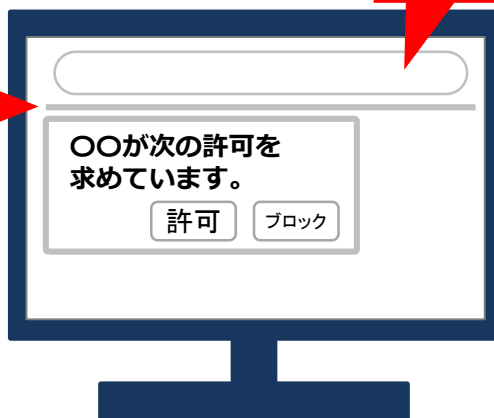 〇〇が次の許可を
求めています。
許可
ブロック